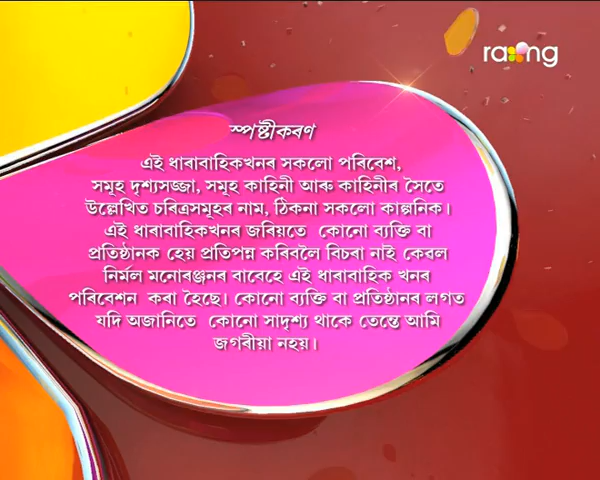 rang
স্পষ্টীকৰণ
এই ধাৰাবাহিকখনৰ সকলো পৰিবেশ,
সমূহ দৃশ্যসজ্জা, সমূহ কাহিনী আৰু কাহিনীৰ সৈতে
উল্লেখিত চৰিত্ৰসমূহৰ নাম, ঠিকনা সকলো কাল্পনিক।
এই ধাৰাবাহিকখনৰ জৰিয়তে কোনো ব্যক্তি বা
প্ৰতিষ্ঠানক হেয় প্ৰতিপন্ন কৰিবলৈ বিচৰা নাই কেবল
নিৰ্মল মনোৰঞ্জনৰ বাবেহে এই ধাৰাবাহিক খনৰ
পৰিবেশন কৰা হৈছে। কোনো ব্যক্তি বা প্ৰতিষ্ঠানৰ লগত
যদি অজানিতে কোনো সাদৃশ্য থাকে তেন্তে আমি
জগৰীয়া নহয়।